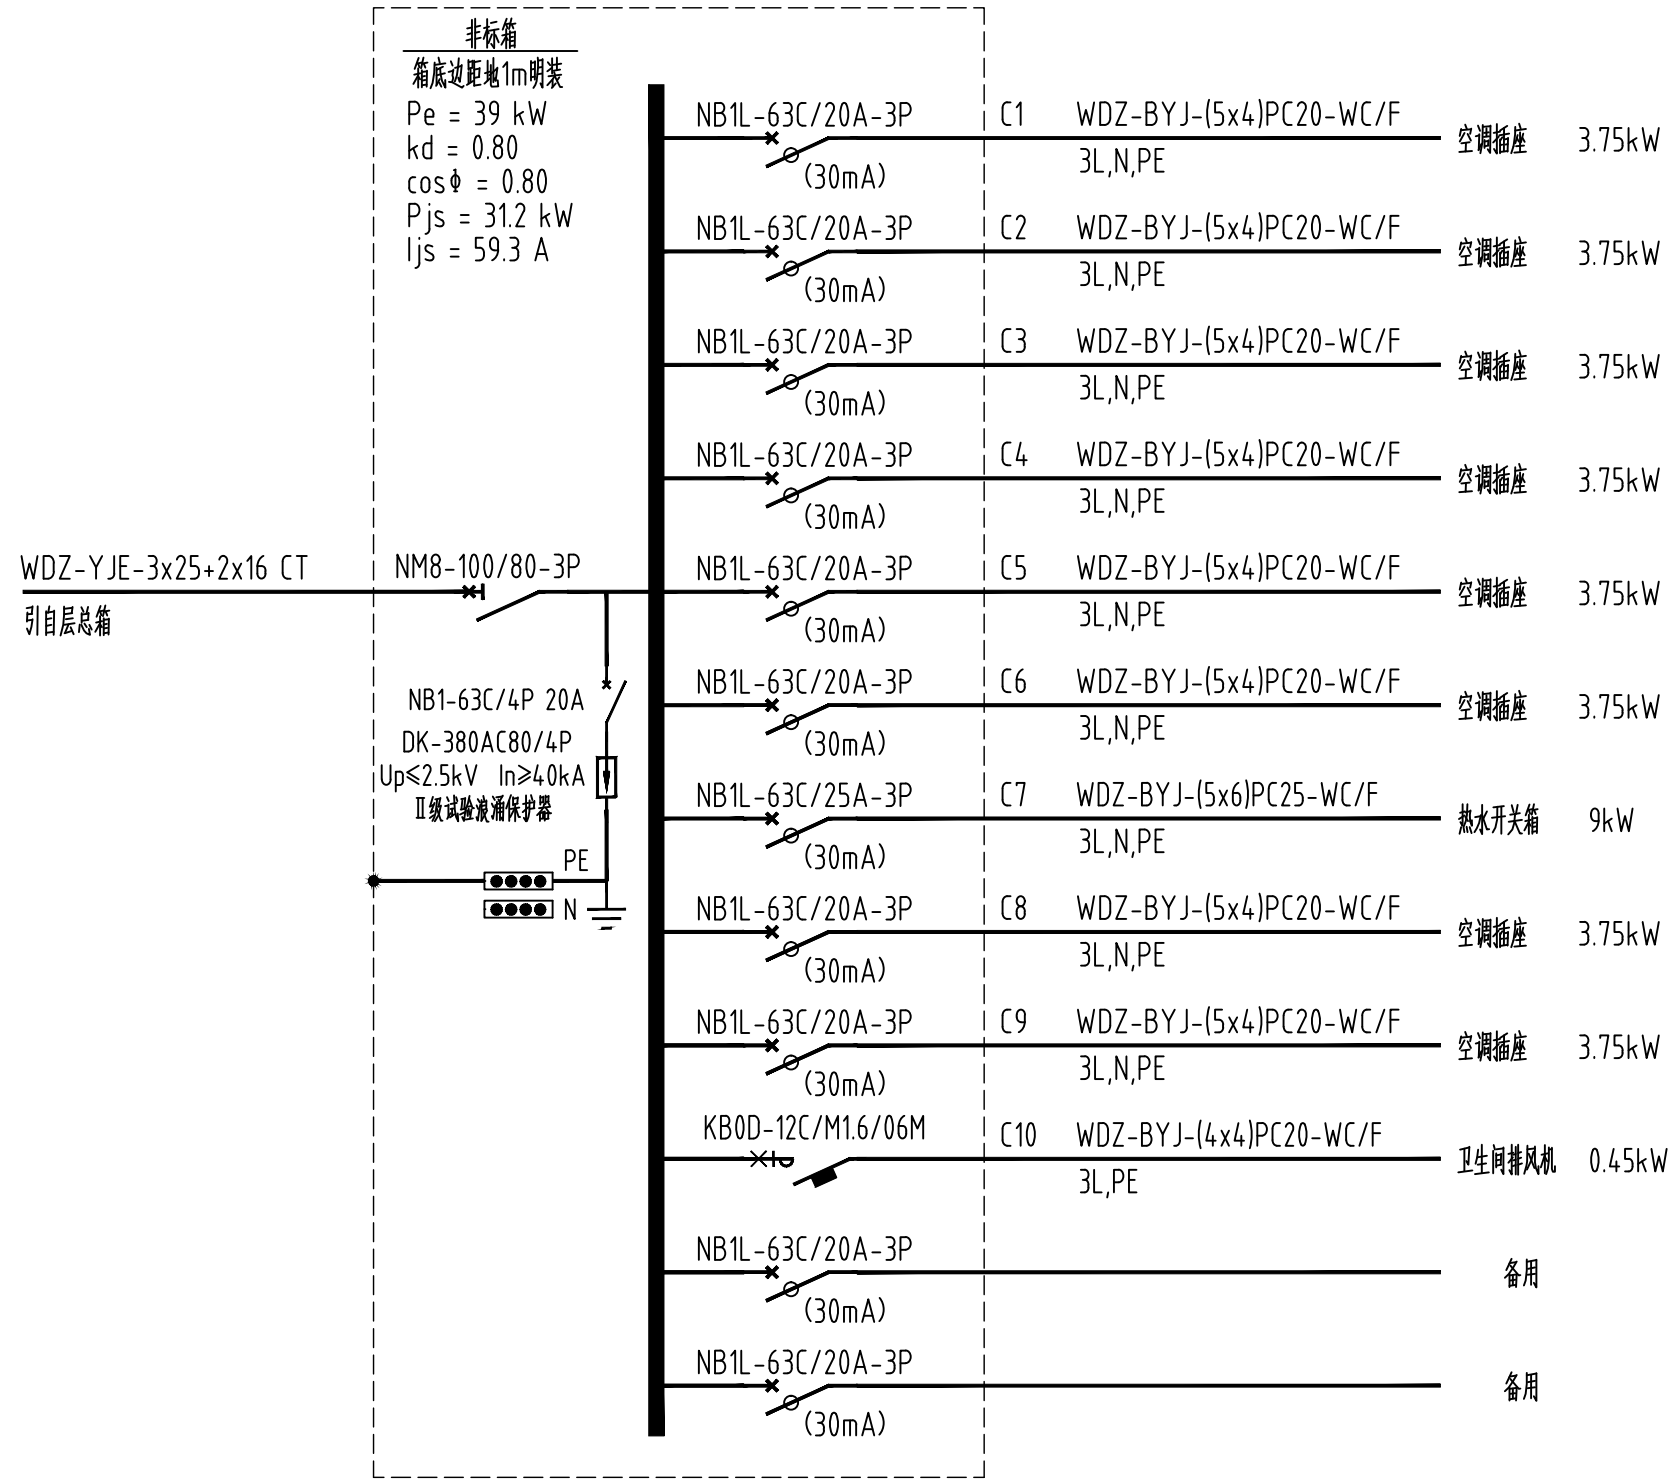 非标箱
箱底边距地1m明装
Pe = 39 kW
kd = 0.80
cosΦ = 0.80
Pjs = 31.2 kW
Ijs = 59.3 A
WDZ-YJE-3x25+2x16 CT
引自层总箱
NM8-100/80-3P
NB1-63C/4P 20A
DK-380AC80/4P
Up≤2.5kV In≥40kA
Ⅱ级试验浪涌保护器
PE
N
NB1L-63C/20A-3P C1 WDZ-BYJ-(5x4)PC20-WC/F
空调插座 3.75kW
(30mA) 3L,N,PE
NB1L-63C/20A-3P C2 WDZ-BYJ-(5x4)PC20-WC/F
空调插座 3.75kW
(30mA) 3L,N,PE
NB1L-63C/20A-3P C3 WDZ-BYJ-(5x4)PC20-WC/F
空调插座 3.75kW
(30mA) 3L,N,PE
NB1L-63C/20A-3P C4 WDZ-BYJ-(5x4)PC20-WC/F
空调插座 3.75kW
(30mA) 3L,N,PE
NB1L-63C/20A-3P C5 WDZ-BYJ-(5x4)PC20-WC/F
空调插座 3.75kW
(30mA) 3L,N,PE
NB1L-63C/20A-3P C6 WDZ-BYJ-(5x4)PC20-WC/F
空调插座 3.75kW
(30mA) 3L,N,PE
NB1L-63C/25A-3P C7 WDZ-BYJ-(5x6)PC25-WC/F
热水开关箱 9kW
(30mA) 3L,N,PE
NB1L-63C/20A-3P C8 WDZ-BYJ-(5x4)PC20-WC/F
空调插座 3.75kW
(30mA) 3L,N,PE
NB1L-63C/20A-3P C9 WDZ-BYJ-(5x4)PC20-WC/F
空调插座 3.75kW
(30mA) 3L,N,PE
KB0D-12C/M1.6/06M C10 WDZ-BYJ-(4x4)PC20-WC/F
卫生间排风机 0.45kW
3L,PE
NB1L-63C/20A-3P
备用
(30mA)
NB1L-63C/20A-3P
备用
(30mA)